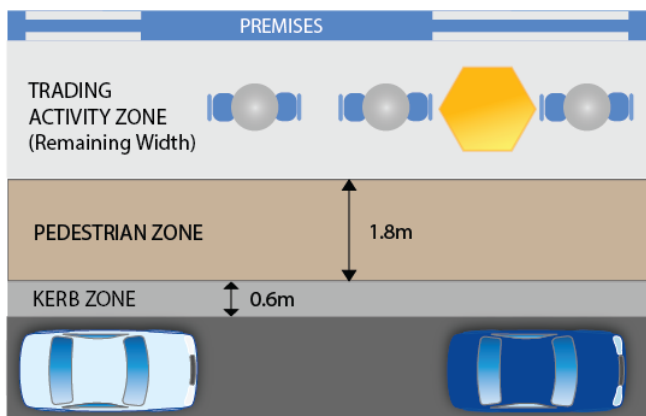 PREMISES
TRADING
ACTIVITY ZONE
(Remaining Width)
PEDESTRIAN ZONE
1.8m
KERB ZONE
0.6m